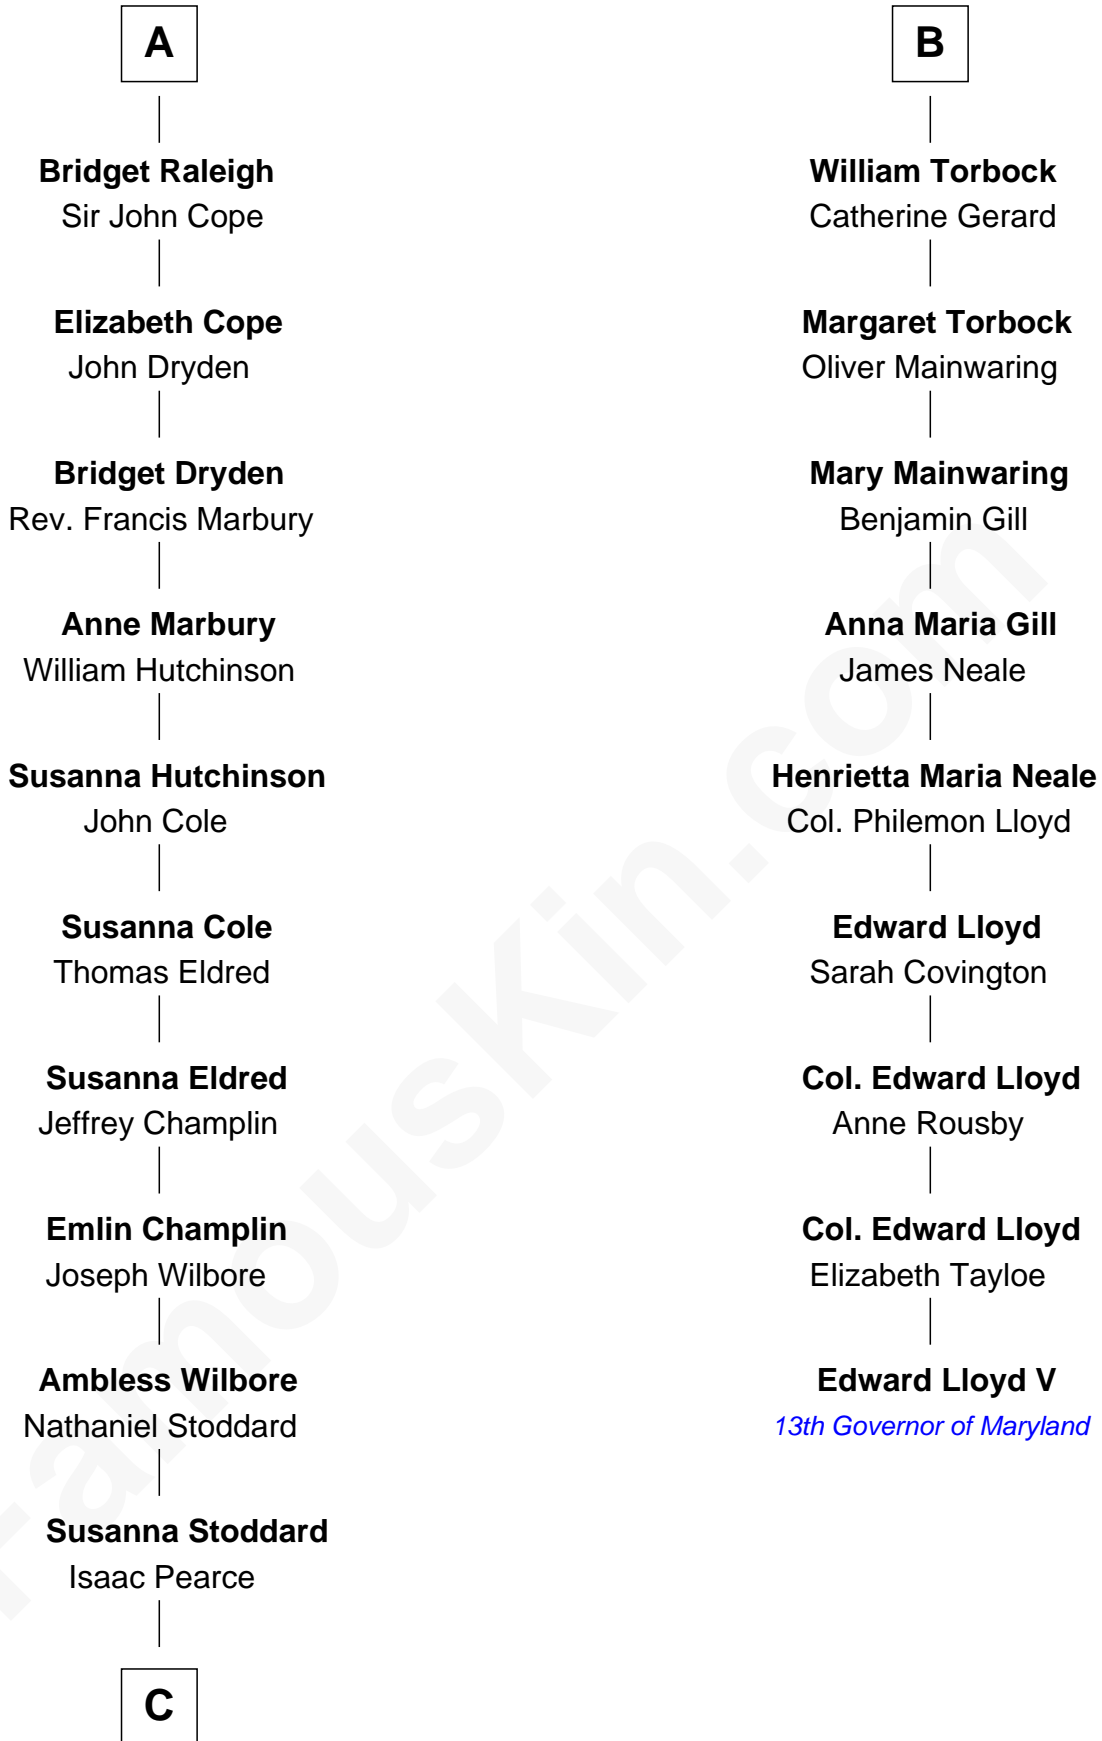 A
Bridget Raleigh
Sir John Cope
Elizabeth Cope
John Dryden
Bridget Dryden
Rev. Francis Marbury
Anne Marbury
William Hutchinson
Susanna Hutchinson
John Cole
Susanna Cole
Thomas Eldred
Susanna Eldred
Jeffrey Champlin
Emlin Champlin
Joseph Wilbore
Ambless Wilbore
Nathaniel Stoddard
Susanna Stoddard
Isaac Pearce
C
B
William Torbock
Catherine Gerard
Margaret Torbock
Oliver Mainwaring
Mary Mainwaring
Benjamin Gill
Anna Maria Gill
James Neale
Henrietta Maria Neale
Col. Philemon Lloyd
Edward Lloyd
Sarah Covington
Col. Edward Lloyd
Anne Rousby
Col. Edward Lloyd
Elizabeth Tayloe
Edward Lloyd V
13th Governor of Maryland
FamousKin.com